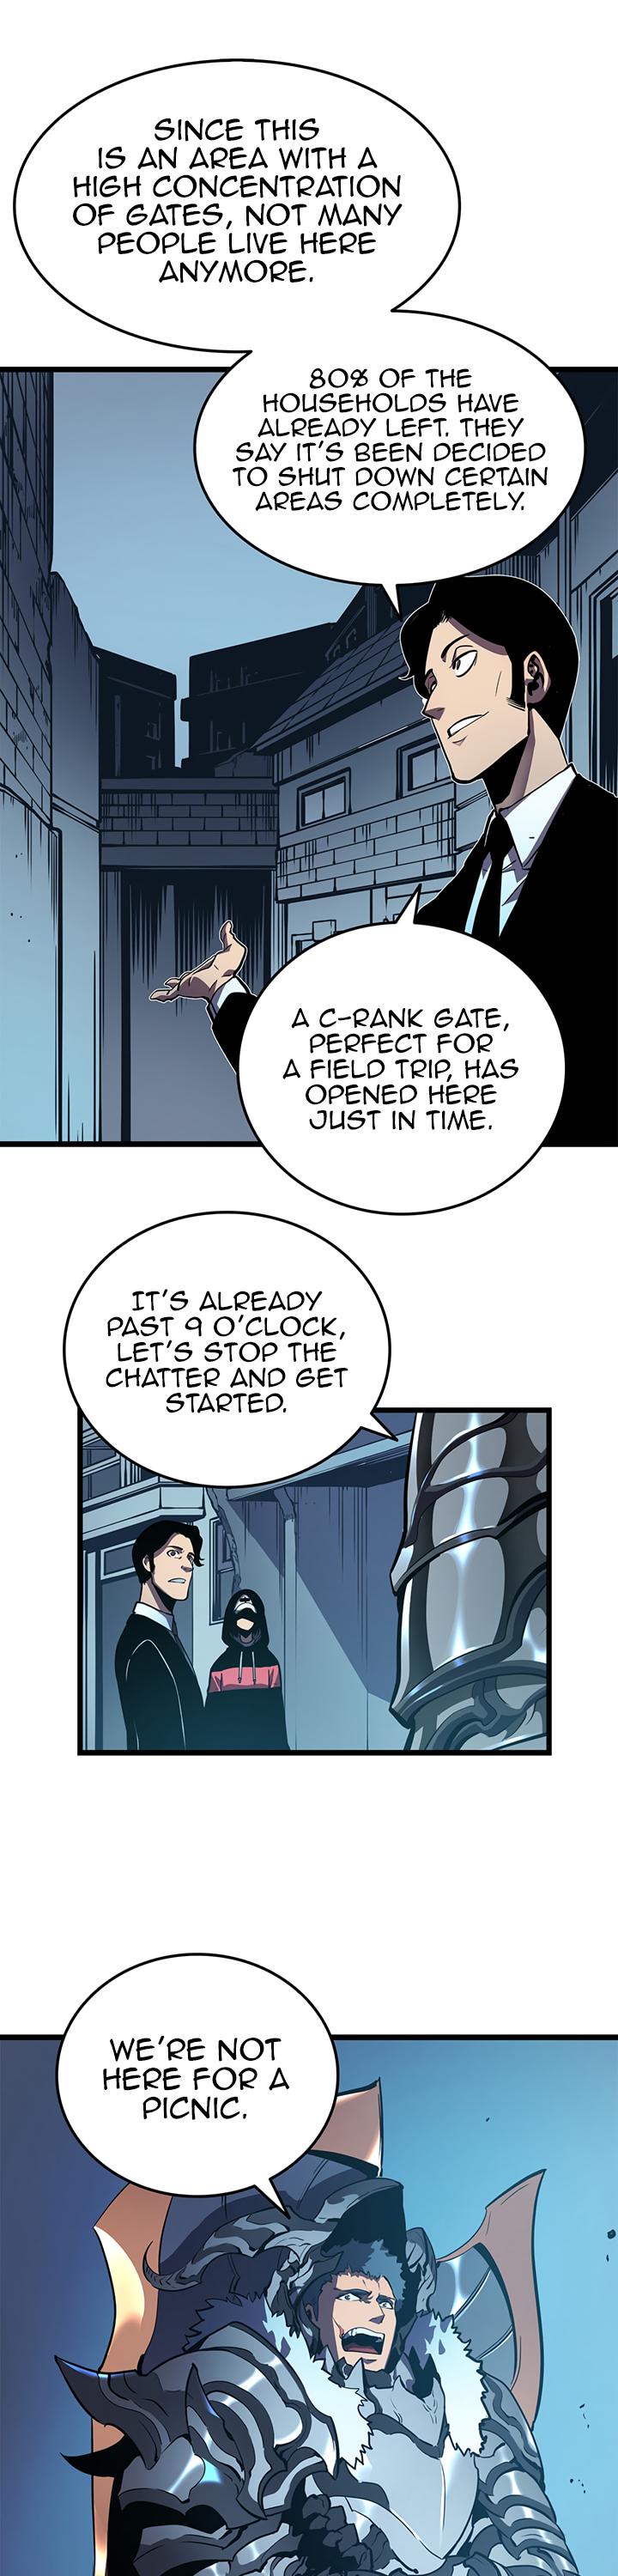 SINCE THIS
IS AN AREA WITH A
HIGH CONCENTRATION
OF GATES, NOT MANY
PEOPLE LIVE HERE
ANYMORE.
80% OF THE
HOUSEHOLDS HAVE
ALREADY LEFT. THEY
SAY IT'S BEEN DECIDED
TO SHUT DOWN CERTAIN
AREAS COMPLETELY.
A C-RANK GATE,
PERFECT FOR
A FIELD TRIP, HAS
OPENED HERE
JUST IN TIME.
IT'S ALREADY
PAST 9 O'CLOCK,
LET'S STOP THE
CHATTER AND GET
STARTED.
WE'RE NOT
HERE FOR A
PICNIC.